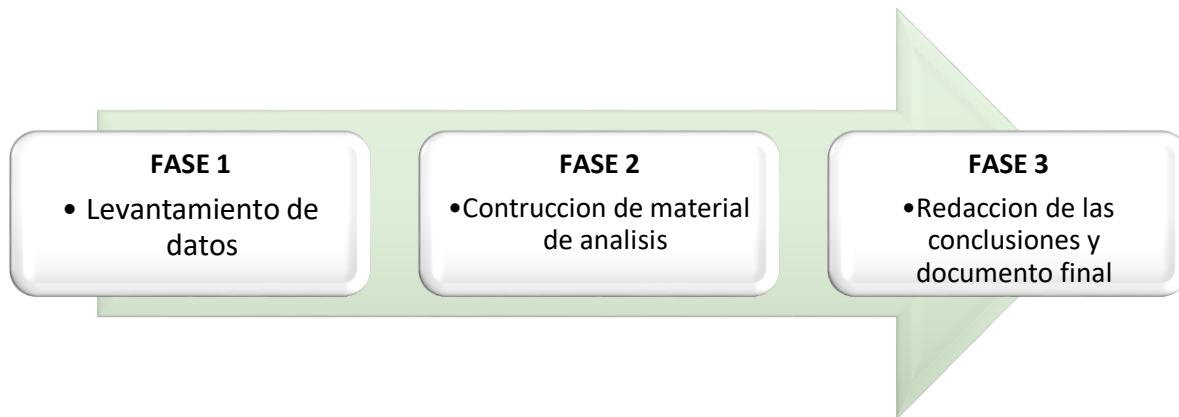 FASE 1
• Levantamiento de
datos
FASE 2
•Contruccion de material
de analisis
FASE 3
•Redaccion de las
conclusiones y
documento final